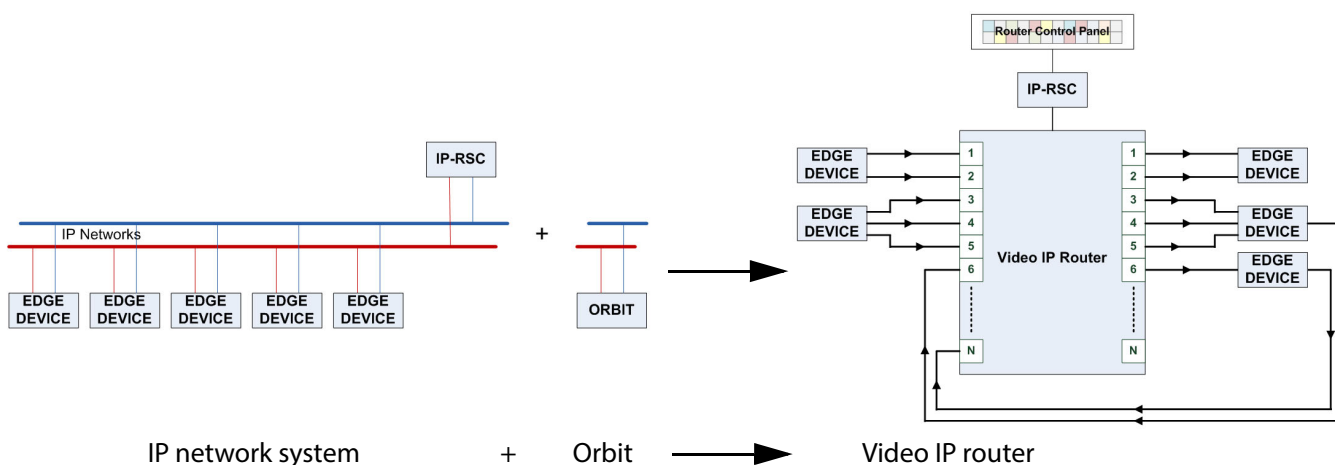 Router Control Panel
IP-RSC
IP-RSC
IP Networks
EDGE
DEVICE
EDGE
DEVICE
EDGE
DEVICE
EDGE
DEVICE
EDGE
DEVICE
+
ORBIT
EDGE
DEVICE
EDGE
DEVICE
1
2
3
4
5
6
N
Video IP Router
1
2
3
4
5
6
N
EDGE
DEVICE
EDGE
DEVICE
EDGE
DEVICE
IP network system + Orbit Video IP router